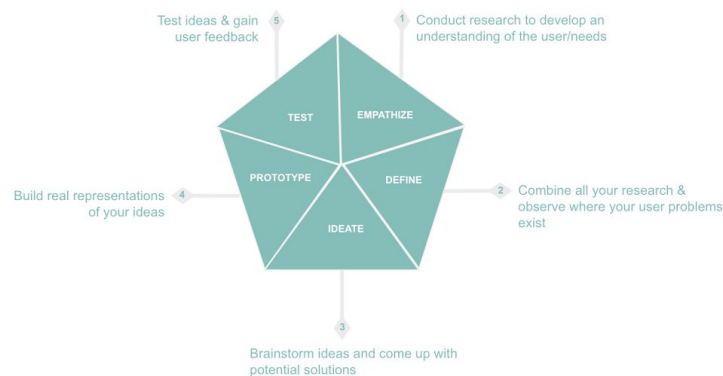 1
Conduct research to develop an
understanding of the user/needs
EMPATHIZE
2
Combine all your research &
observe where your user problems
exist
DEFINE
3
Brainstorm ideas and come up with
potential solutions
IDEATE
4
Build real representations
of your ideas
PROTOTYPE
5
Test ideas & gain
user feedback
TEST